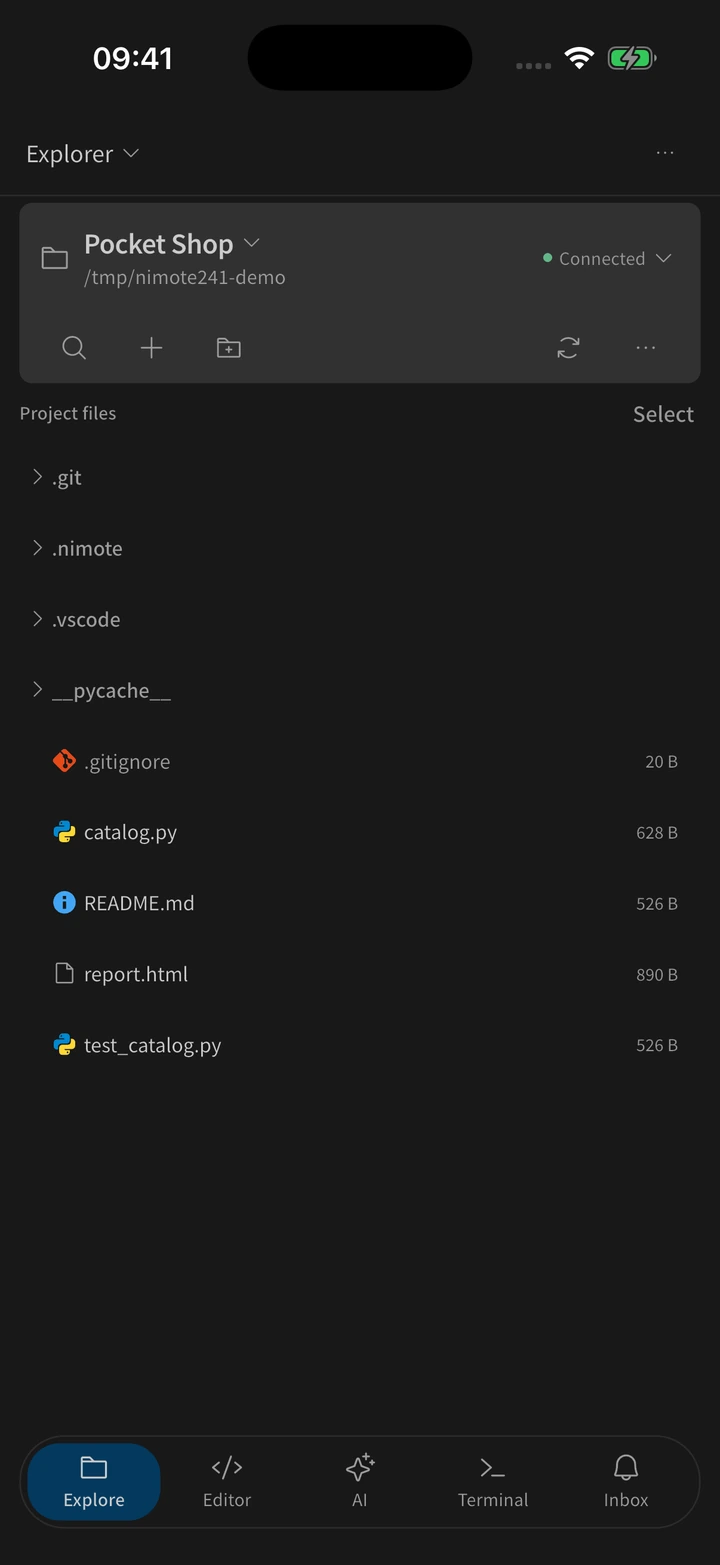 09:41
Explorer
Pocket Shop
/tmp/nimote241-demo
Connected
Project files
Select
.git
.nimote
.vscode
__pycache__
.gitignore 20 B
catalog.py 628 B
README.md 526 B
report.html 890 B
test_catalog.py 526 B
Explore
Editor
AI
Terminal
Inbox